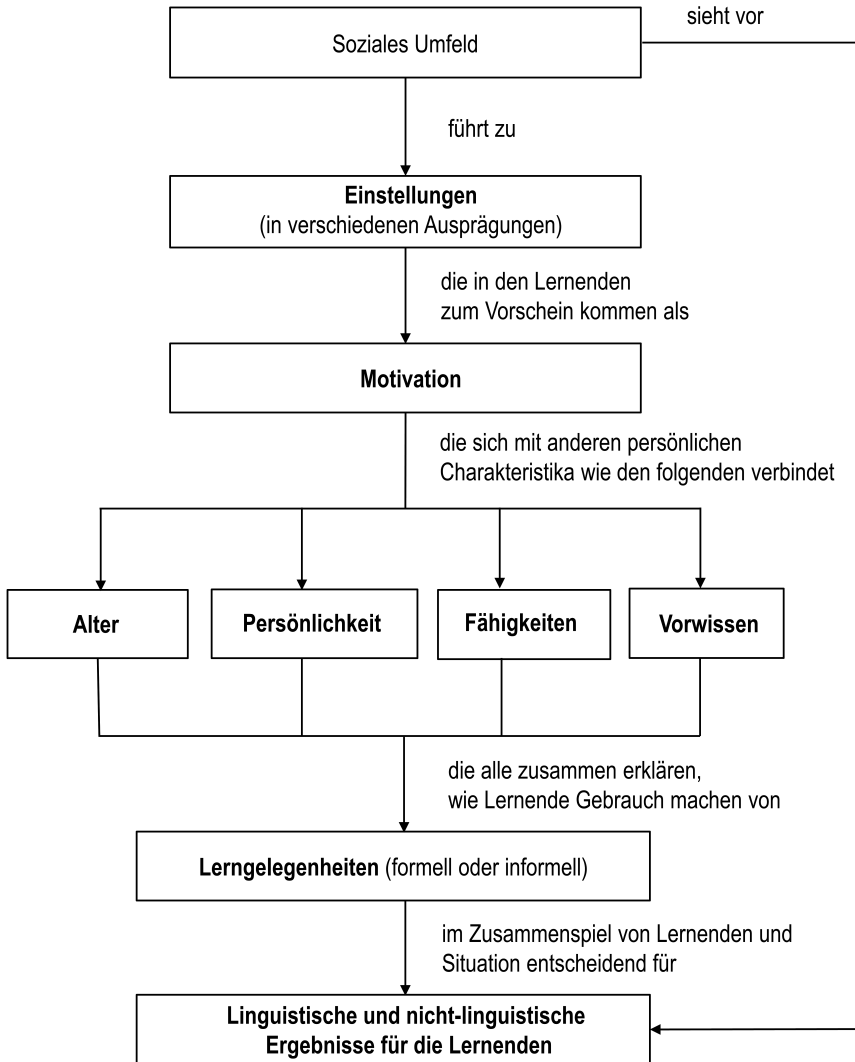 sieht vor
Soziales Umfeld
führt zu
Einstellungen
(in verschiedenen Ausprägungen)
die in den Lernenden
zum Vorschein kommen als
Motivation
die sich mit anderen persönlichen
Charakteristika wie den folgenden verbindet
Alter
Persönlichkeit
Fähigkeiten
Vorwissen
die alle zusammen erklären,
wie Lernende Gebrauch machen von
Lerngelegenheiten (formell oder informell)
im Zusammenspiel von Lernenden und
Situation entscheidend für
Linguistische und nicht-linguistische
Ergebnisse für die Lernenden